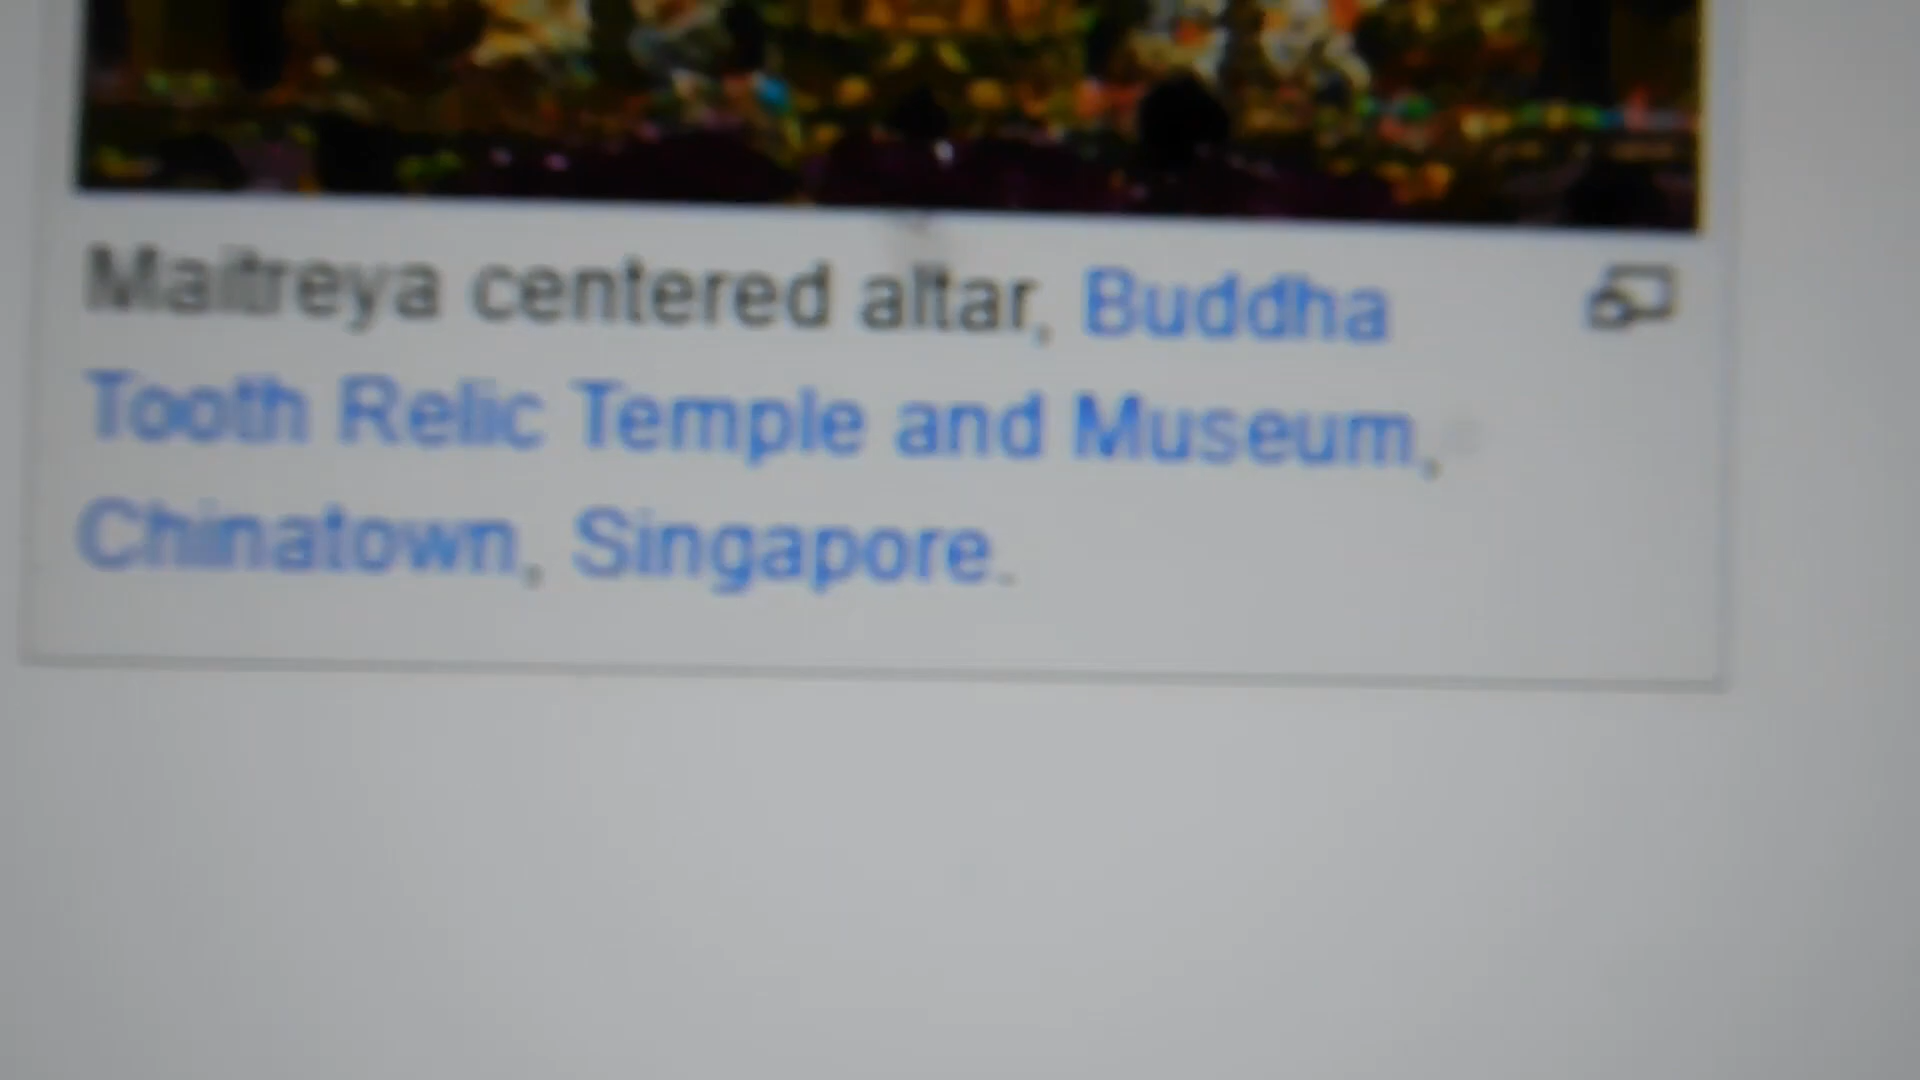 Maitreya centered altar, Buddha
Tooth Relic Temple and Museum,
Chinatown, Singapore.